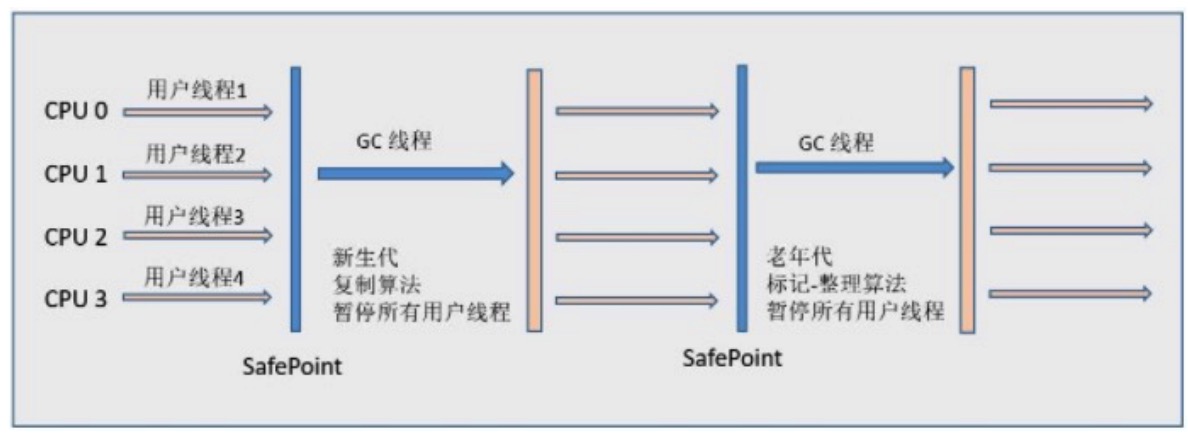 CPU 0
用户线程1
CPU 1
用户线程2
CPU 2
用户线程3
CPU 3
用户线程4
GC 线程
新生代
复制算法
暂停所有用户线程
SafePoint
GC 线程
老年代
标记-整理算法
暂停所有用户线程
SafePoint